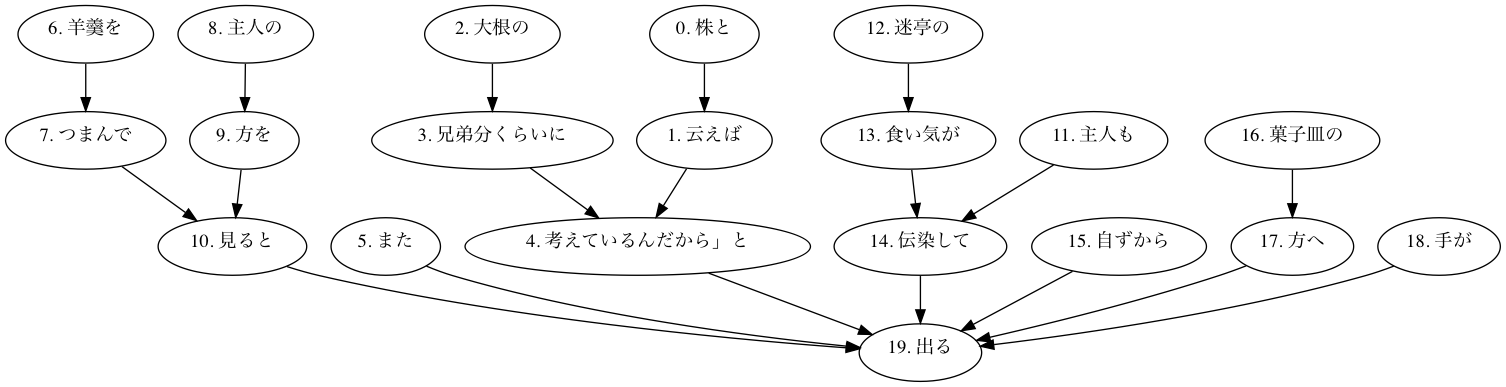 6. 羊羹を
8. 主人の
2. 大根の
0. 株と
12. 迷亭の
7. つまんで
9. 方を
3. 兄弟分くらいに
1. 云えば
13. 食い気が
11. 主人も
16. 菓子皿の
10. 見ると
5. また
4. 考えているんだから」と
14. 伝染して
15. 自ずから
17. 方へ
18. 手が
19. 出る